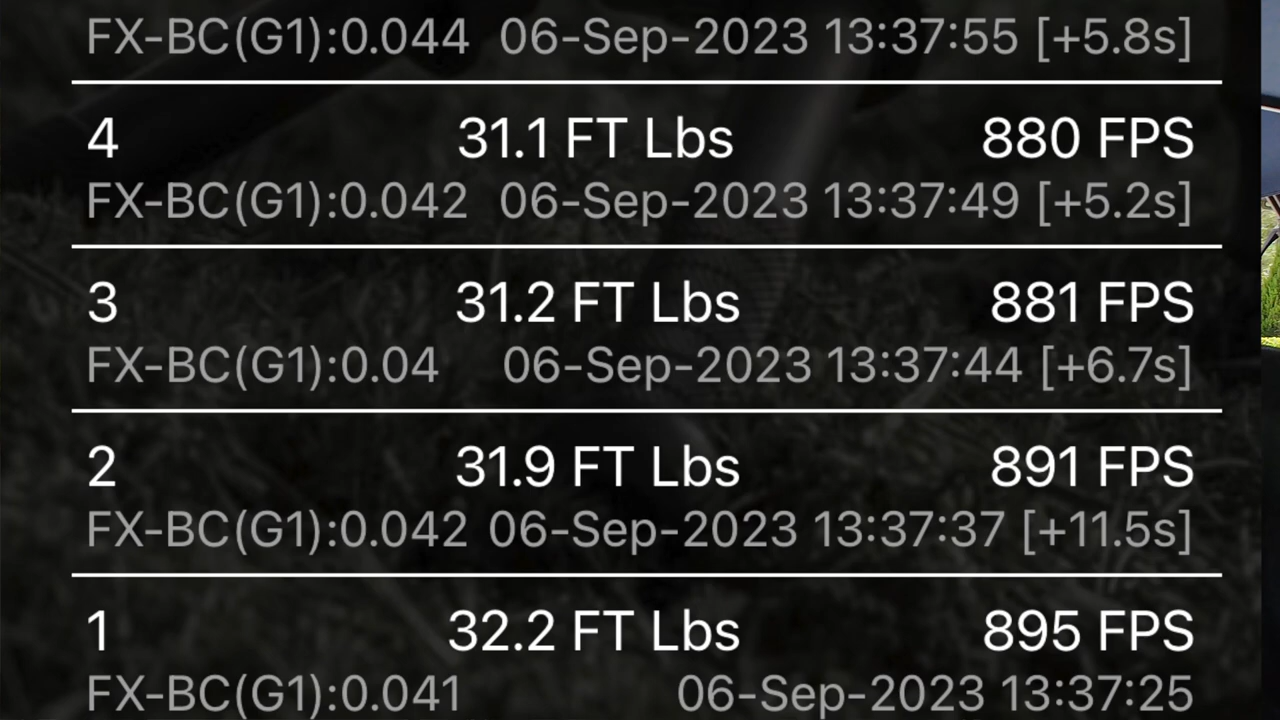 FX-BC(G1):0.044 06-Sep-2023 13:37:55 [+5.8s]
4 31.1 FT Lbs 880 FPS
FX-BC(G1):0.042 06-Sep-2023 13:37:49 [+5.2s]
3 31.2 FT Lbs 881 FPS
FX-BC(G1):0.04 06-Sep-2023 13:37:44 [+6.7s]
2 31.9 FT Lbs 891 FPS
FX-BC(G1):0.042 06-Sep-2023 13:37:37 [+11.5s]
1 32.2 FT Lbs 895 FPS
FX-BC(G1):0.041 06-Sep-2023 13:37:25